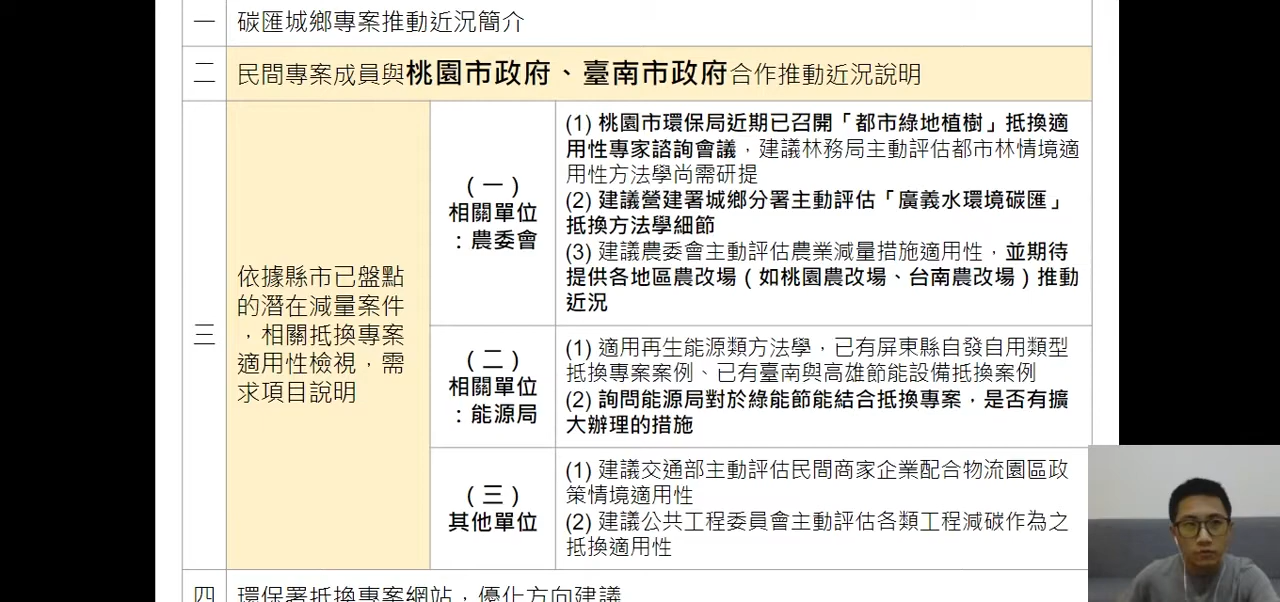 一 碳匯城鄉專案推動近況簡介
二 民間專案成員與桃園市政府、臺南市政府合作推動近況說明
三
依據縣市已盤點
的潛在減量案件
，相關抵換專案
適用性檢視，需
求項目說明
（一）
相關單位
：農委會
(1) 桃園市環保局近期已召開「都市綠地植樹」抵換適
用性專家諮詢會議，建議林務局主動評估都市林情境適
用性方法學尚需研提
(2) 建議營建署城鄉分署主動評估「廣義水環境碳匯」
抵換方法學細節
(3) 建議農委會主動評估農業減量措施適用性，並期待
提供各地區農改場（如桃園農改場、台南農改場）推動
近況
（二）
相關單位
：能源局
(1) 適用再生能源類方法學，已有屏東縣自發自用類型
抵換專案案例、已有臺南與高雄節能設備抵換案例
(2) 詢問能源局對於綠能節能結合抵換專案，是否有擴
大辦理的措施
（三）
其他單位
(1) 建議交通部主動評估民間商家企業配合物流園區政
策情境適用性
(2) 建議公共工程委員會主動評估各類工程減碳作為之
抵換適用性
四 環保署抵換專案網站，優化方向建議